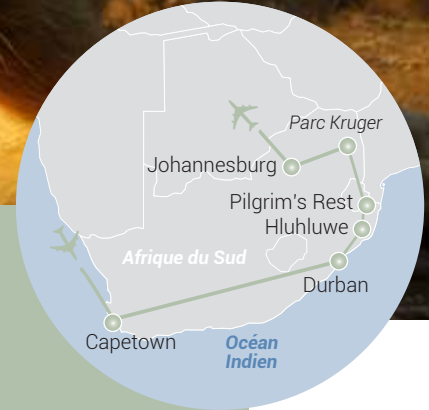 Parc Kruger
Johannesburg
Pilgrim's Rest
Hluhluwe
Afrique du Sud
Durban
Capetown
Océan
Indien